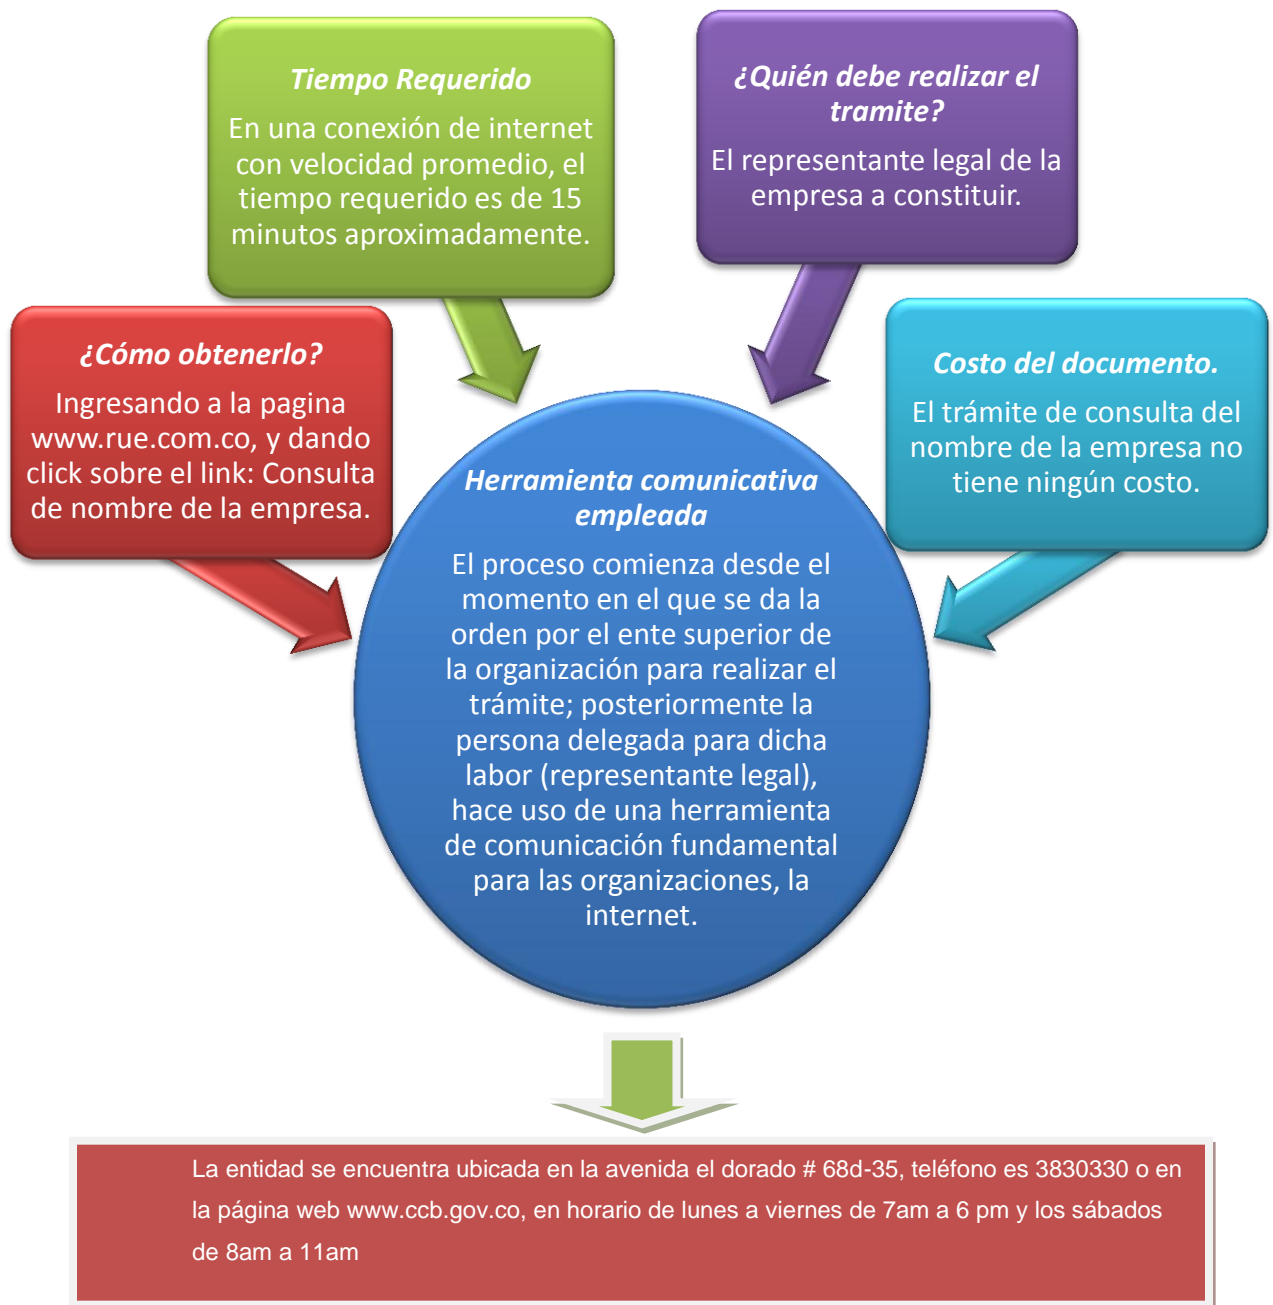 Tiempo Requerido
En una conexión de internet
con velocidad promedio, el
tiempo requerido es de 15
minutos aproximadamente.
¿Quién debe realizar el
tramite?
El representante legal de la
empresa a constituir.
¿Cómo obtenerlo?
Ingresando a la pagina
www.rue.com.co, y dando
click sobre el link: Consulta
de nombre de la empresa.
Costo del documento.
El trámite de consulta del
nombre de la empresa no
tiene ningún costo.
Herramienta comunicativa
empleada
El proceso comienza desde el
momento en el que se da la
orden por el ente superior de
la organización para realizar el
trámite; posteriormente la
persona delegada para dicha
labor (representante legal),
hace uso de una herramienta
de comunicación fundamental
para las organizaciones, la
internet.
La entidad se encuentra ubicada en la avenida el dorado # 68d-35, teléfono es 3830330 o en
la página web www.ccb.gov.co, en horario de lunes a viernes de 7am a 6 pm y los sábados
de 8am a 11am